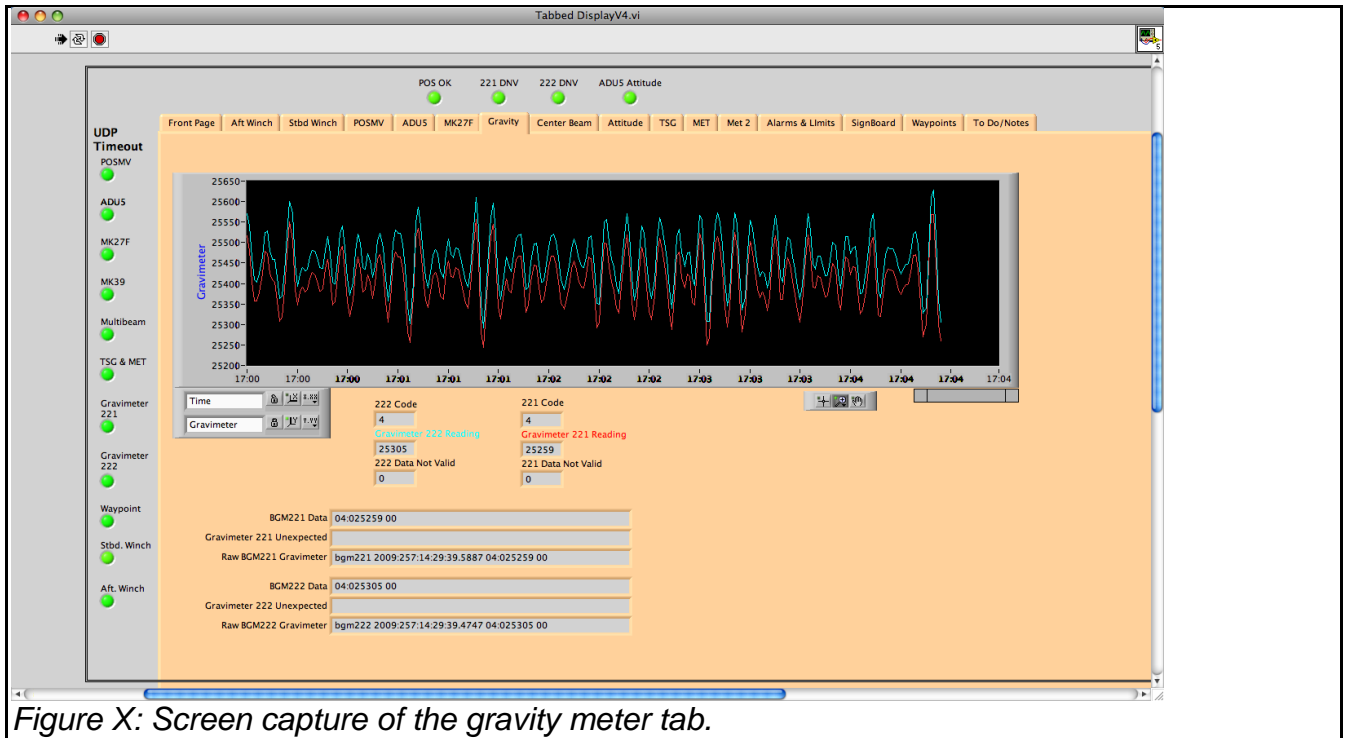 Tabbed DisplayV4.vi
5
POS OK 221 DNV 222 DNV ADU5 Attitude
Front Page Aft Winch Stbd Winch POSMV ADU5 MK27F Gravity Center Beam Attitude TSG MET Met 2 Alarms & LImits SignBoard Waypoints To Do/Notes
UDP
Timeout
POSMV
ADU5
MK27F
MK39
Multibeam
TSG & MET
Gravimeter
221
Gravimeter
222
Waypoint
Stbd. Winch
Aft. Winch
Gravimeter
25650
25600
25550
25500
25450
25400
25350
25300
25250
25200
17:00 17:00 17:00 17:01 17:01 17:01 17:02 17:02 17:02 17:03 17:03 17:03 17:04 17:04 17:04 17:04
Time
Gravimeter
222 Code
4
Gravimeter 222 Reading
25305
222 Data Not Valid
0
221 Code
4
Gravimeter 221 Reading
25259
221 Data Not Valid
0
BGM221 Data 04:025259 00
Gravimeter 221 Unexpected
Raw BGM221 Gravimeter bgm221 2009:257:14:29:39.5887 04:025259 00
BGM222 Data 04:025305 00
Gravimeter 222 Unexpected
Raw BGM222 Gravimeter bgm222 2009:257:14:29:39.4747 04:025305 00
Figure X: Screen capture of the gravity meter tab.